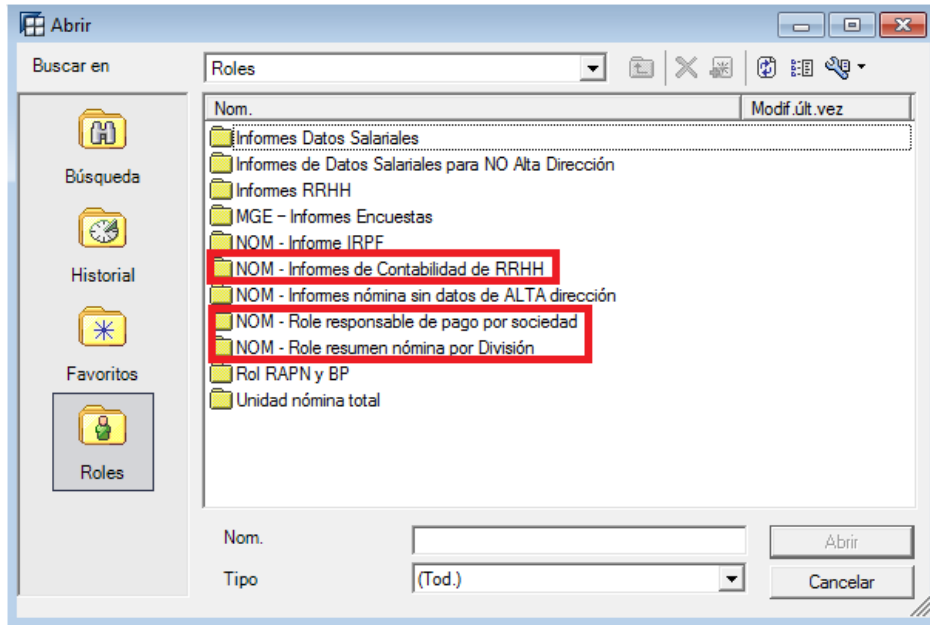 Abrir
Buscar en
Roles
Nom.
Modif.últ.vez
Informes Datos Salariales
Informes de Datos Salariales para NO Alta Dirección
Informes RRHH
MGE – Informes Encuestas
NOM - Informe IRPF
NOM - Informes de Contabilidad de RRHH
NOM - Informes nómina sin datos de ALTA dirección
NOM - Role responsable de pago por sociedad
NOM - Role resumen nómina por División
Rol RAPN y BP
Unidad nómina total
Búsqueda
Historial
Favoritos
Roles
Nom.
Abrir
Tipo
(Tod.)
Cancelar